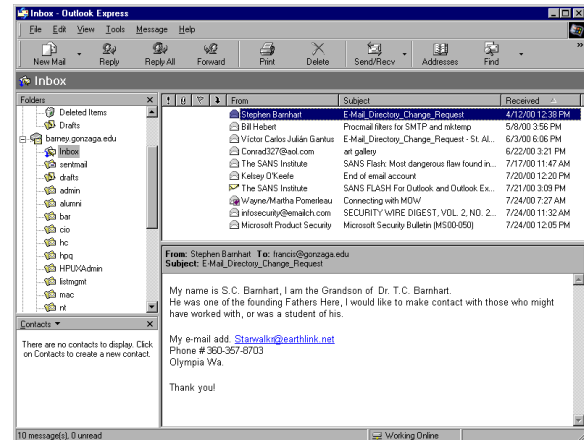 Inbox - Outlook Express
File Edit View Tools Message Help
New Mail Reply Reply All Forward Print Delete Send/Recv Addresses Find
Inbox
Folders
Deleted Items
Drafts
barney.gonzaga.edu
Inbox
sentmail
drafts
admin
alumni
bar
cio
hc
hpq
HPUXAdmin
listmgmt
mac
nt
Contacts
There are no contacts to display. Click
on Contacts to create a new contact.
! From Subject Received
Stephen Barnhart E-Mail_Directory_Change_Request 4/12/00 12:38 PM
Bill Hebert Procmail filters for SMTP and mktemp 5/8/00 3:56 PM
Víctor Carlos Julián Gantus E-Mail_Directory_Change_Request - St. Al... 6/3/00 6:06 PM
Conrad327@aol.com art gallery 6/22/00 3:21 PM
The SANS Institute SANS Flash: Most dangerous flaw found in... 7/17/00 11:47 AM
Kelsey O'Keefe End of email account 7/20/00 12:20 PM
The SANS Institute SANS FLASH For Outlook and Outlook Ex... 7/21/00 3:09 PM
Wayne/Martha Pomerleau Connecting with MOW 7/24/00 7:27 AM
infosecurity@emailch.com SECURITY WIRE DIGEST, VOL. 2, NO. 2... 7/24/00 11:32 AM
Microsoft Product Security Microsoft Security Bulletin (MS00-050) 7/24/00 12:05 PM
From: Stephen Barnhart To: francis@gonzaga.edu
Subject: E-Mail_Directory_Change_Request
My name is S.C. Barnhart, I am the Grandson of Dr. T.C. Barnhart.
He was one of the founding Fathers Here, I would like to make contact with those who might
have worked with, or was a student of his.
My e-mail add. Starwalkr@earthlink.net
Phone # 360-357-8703
Olympia Wa.
Thank you!
10 message(s), 0 unread
Working Online